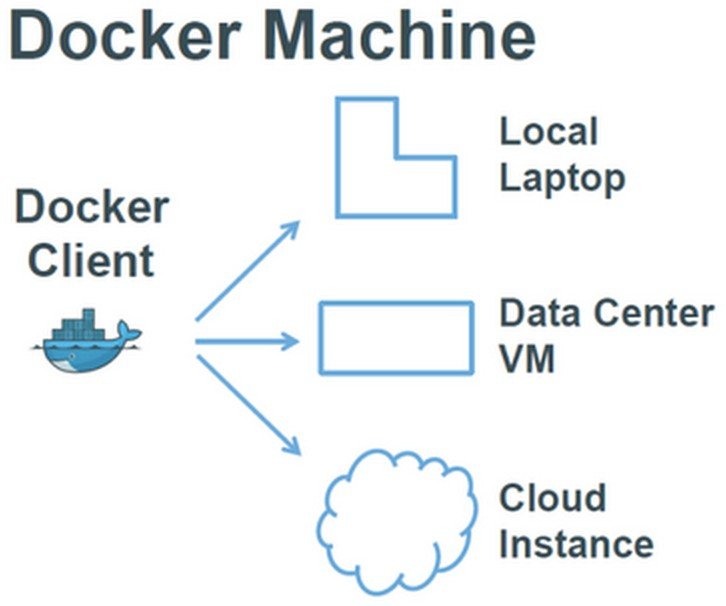 Docker Machine
Local
Laptop
Docker
Client
Data Center
VM
Cloud
Instance